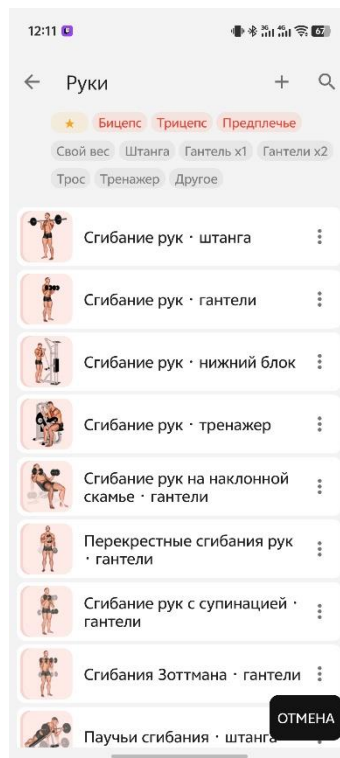 12:11
3G 4G 67
Руки
Бицепс Трицепс Предплечье
Свой вес Штанга Гантель x1 Гантели x2
Трос Тренажер Другое
Сгибание рук · штанга
Сгибание рук · гантели
Сгибание рук · нижний блок
Сгибание рук · тренажер
Сгибание рук на наклонной
скамье · гантели
Перекрестные сгибания рук
· гантели
Сгибание рук с супинацией ·
гантели
Сгибания Зоттмана · гантели
ОТМЕНА
Паучьи сгибания · штанга